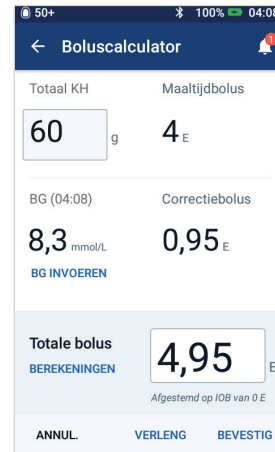 50+ 100% 04:08
Boluscalculator 1
Totaal KH Maaltijdbolus
60 g 4 E
BG (04:08) Correctiebolus
8,3 mmol/L 0,95 E
BG INVOEREN
Totale bolus 4,95 E
BEREKENINGEN
Afgestemd op IOB van 0 E
ANNUL. VERLENG BEVESTIG